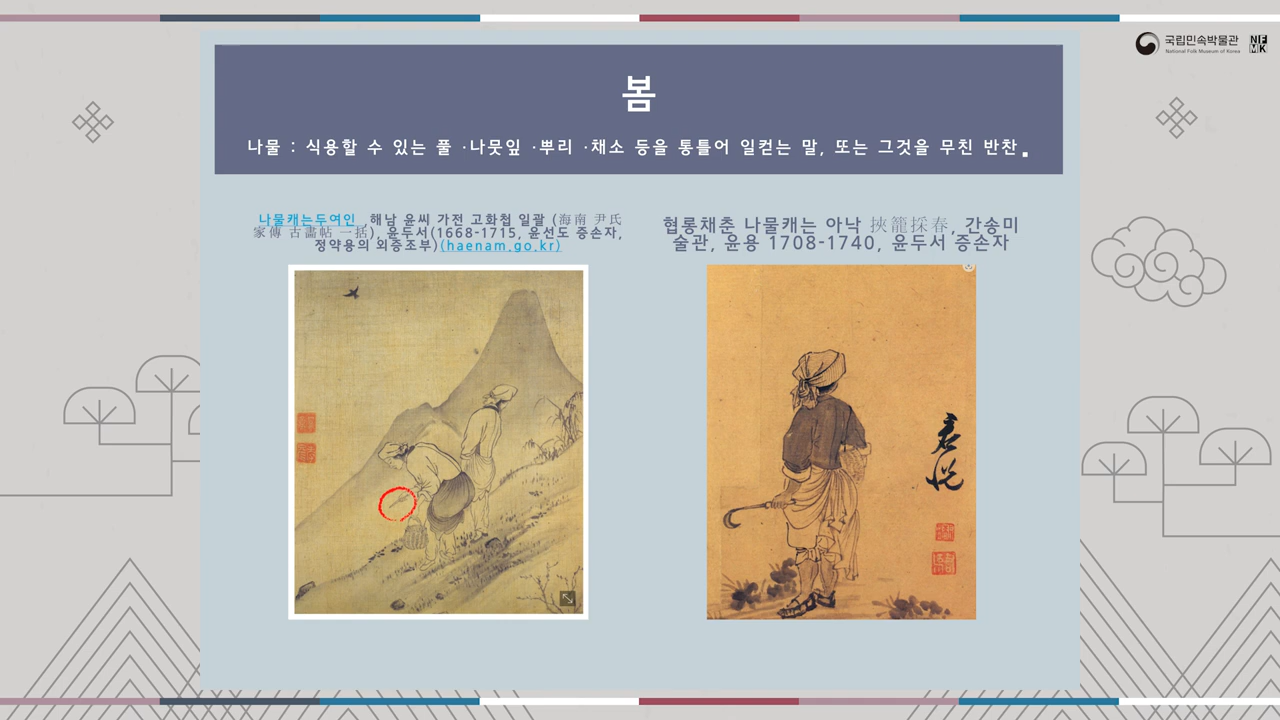 국립민속박물관
National Folk Museum of Korea
NF
MK
봄
나물 : 식용할 수 있는 풀 ·나뭇잎 ·뿌리 ·채소 등을 통틀어 일컫는 말, 또는 그것을 무친 반찬.
나물캐는두여인 ,해남 윤씨 가전 고화첩 일괄 (海南 尹氏
家傳 古畵帖 一括), 윤두서(1668-1715, 윤선도 증손자,
정약용의 외증조부)(haenam.go.kr)
협롱채춘 나물캐는 아낙 挾籠採春, 간송미
술관, 윤용 1708-1740, 윤두서 증손자
君悅